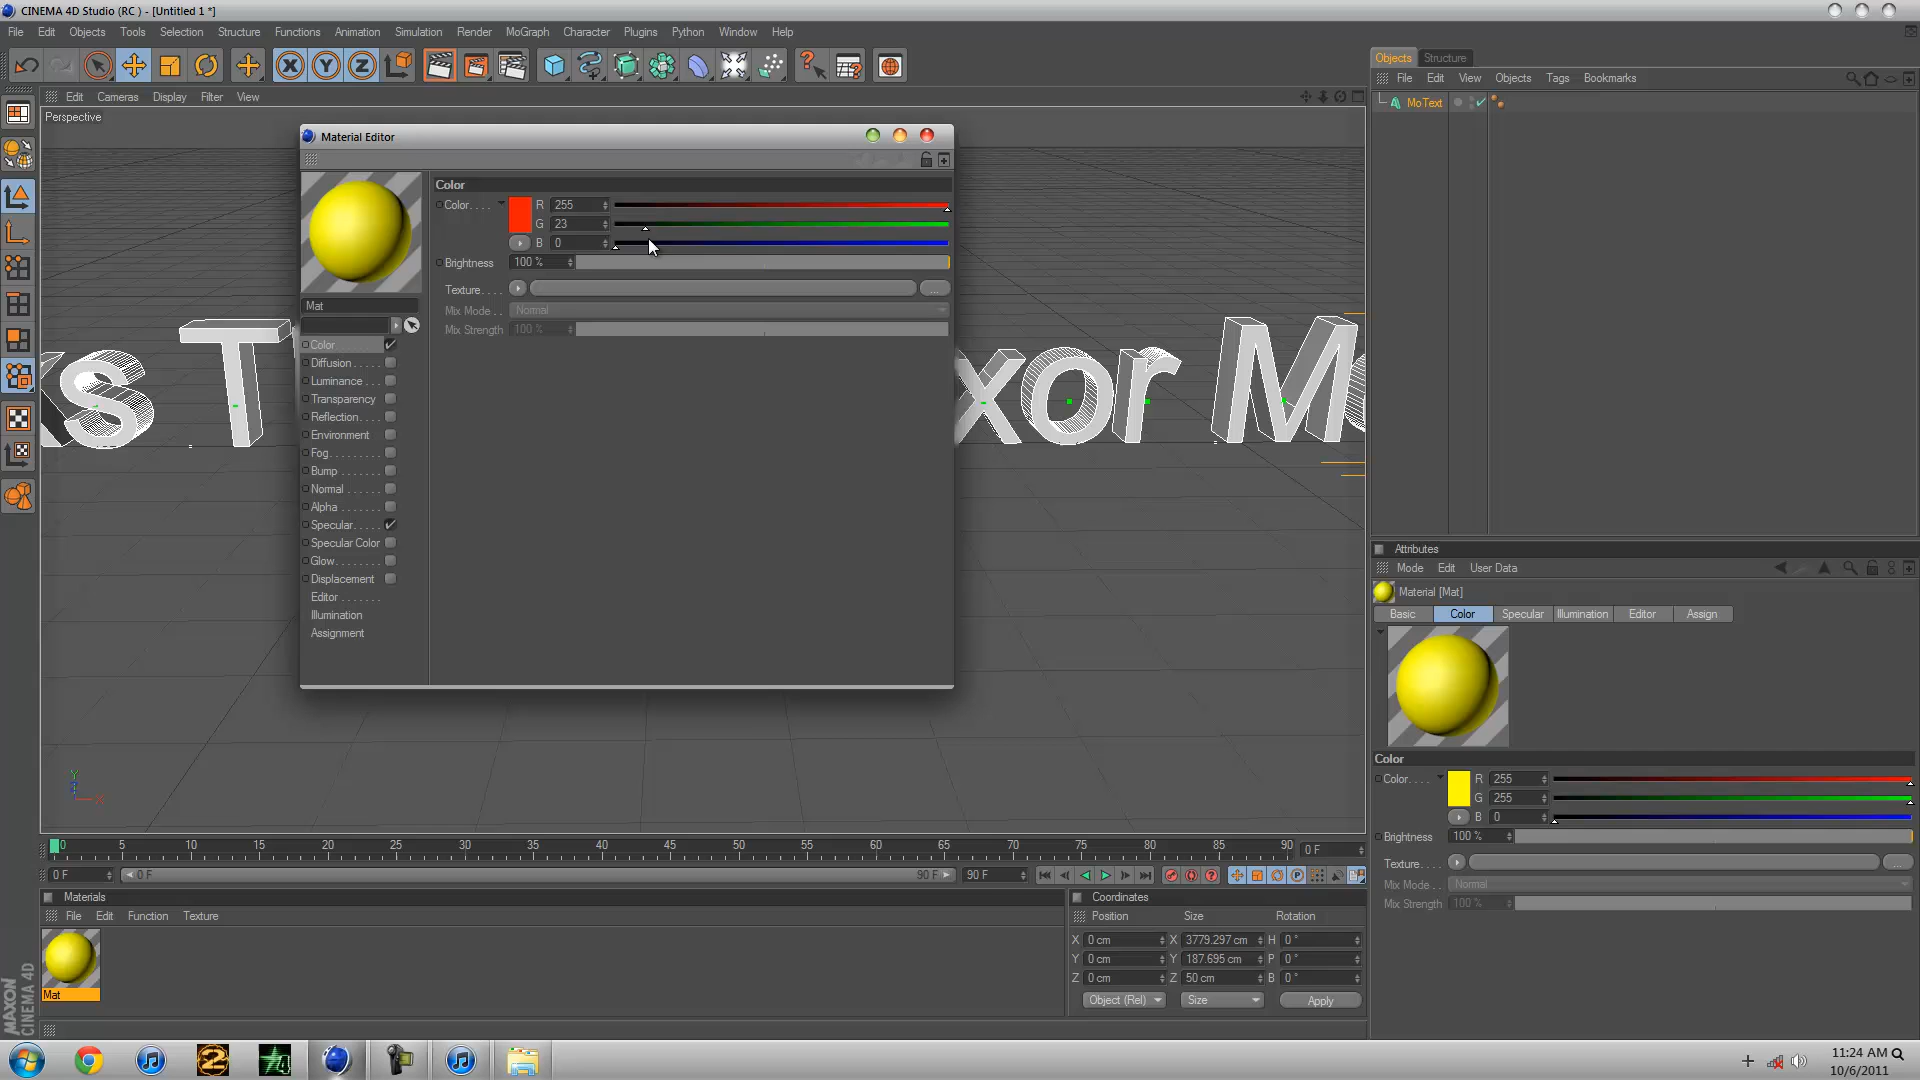 CINEMA 4D Studio (RC ) - [Untitled 1 *]
File Edit Objects Tools Selection Structure Functions Animation Simulation Render MoGraph Character Plugins Python Window Help
Objects Structure
File Edit View Objects Tags Bookmarks
MoText
Edit Cameras Display Filter View
Perspective
Material Editor
Color
Color. . . . R 255
G 23
B 0
Brightness 100 %
Texture. . . . ...
Mix Mode . . Normal
Mix Strength 100 %
Mat
Color
Diffusion . . . . .
Luminance . . .
Transparency
Reflection. . . .
Environment
Fog. . . . . . . . .
Bump . . . . . . .
Normal . . . . . .
Alpha . . . . . . .
Specular. . . . .
Specular Color
Glow. . . . . . . .
Displacement
Editor . . . . . . .
Illumination
Assignment
s T xor Mo
Attributes
Mode Edit User Data
Material [Mat]
Basic Color Specular Illumination Editor Assign
Color
Color. . . . R 255
G 255
B 0
Brightness 100 %
Texture. . . . ...
Mix Mode . . Normal
Mix Strength 100 %
Y
X
0 5 10 15 20 25 30 35 40 45 50 55 60 65 70 75 80 85 90 0 F
0 F 0 F 90 F 90 F
Materials
File Edit Function Texture
Mat
Coordinates
Position Size Rotation
X 0 cm X 3779.297 cm H 0 °
Y 0 cm Y 187.695 cm P 0 °
Z 0 cm Z 50 cm B 0 °
Object (Rel) Size Apply
MAXON
CINEMA 4D
11:24 AM
10/6/2011